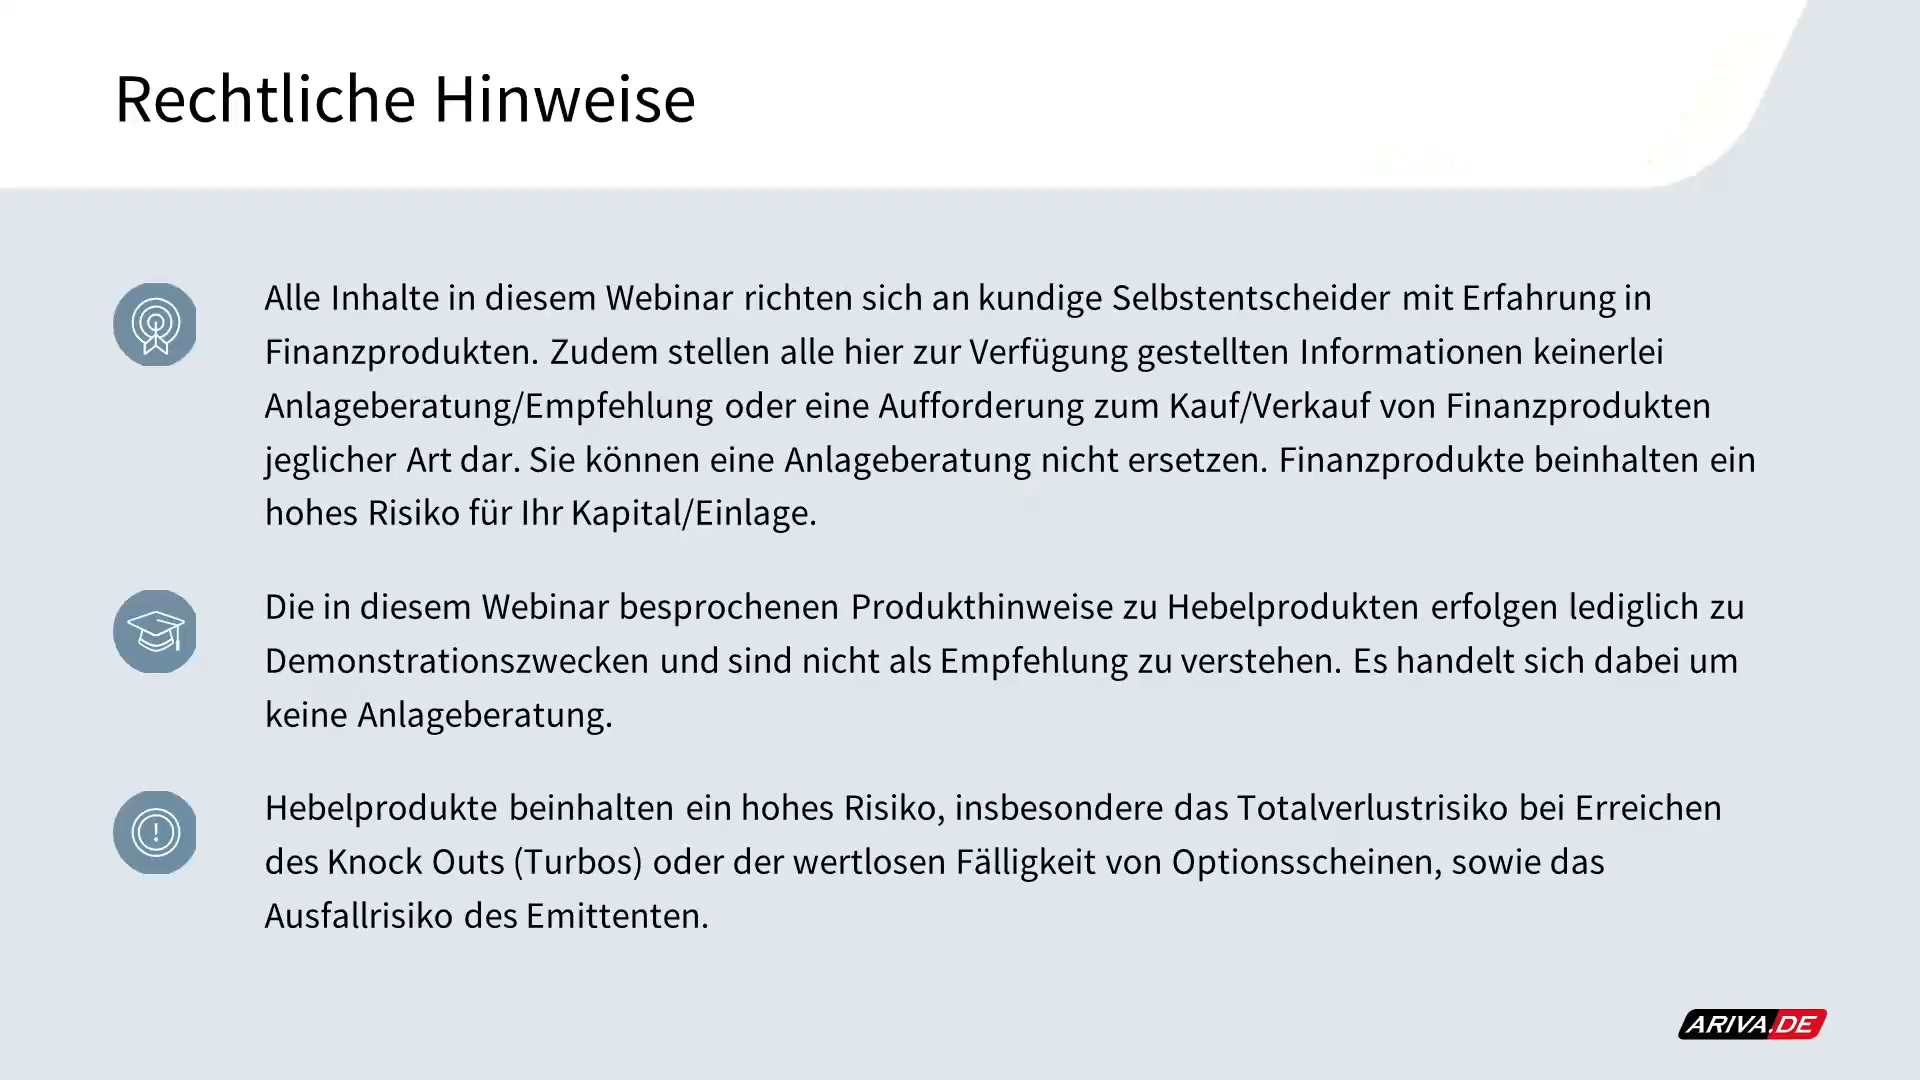 Rechtliche Hinweise
Alle Inhalte in diesem Webinar richten sich an kundige Selbstentscheider mit Erfahrung in
Finanzprodukten. Zudem stellen alle hier zur Verfügung gestellten Informationen keinerlei
Anlageberatung/Empfehlung oder eine Aufforderung zum Kauf/Verkauf von Finanzprodukten
jeglicher Art dar. Sie können eine Anlageberatung nicht ersetzen. Finanzprodukte beinhalten ein
hohes Risiko für Ihr Kapital/Einlage.
Die in diesem Webinar besprochenen Produkthinweise zu Hebelprodukten erfolgen lediglich zu
Demonstrationszwecken und sind nicht als Empfehlung zu verstehen. Es handelt sich dabei um
keine Anlageberatung.
Hebelprodukte beinhalten ein hohes Risiko, insbesondere das Totalverlustrisiko bei Erreichen
des Knock Outs (Turbos) oder der wertlosen Fälligkeit von Optionsscheinen, sowie das
Ausfallrisiko des Emittenten.
ARIVA.DE